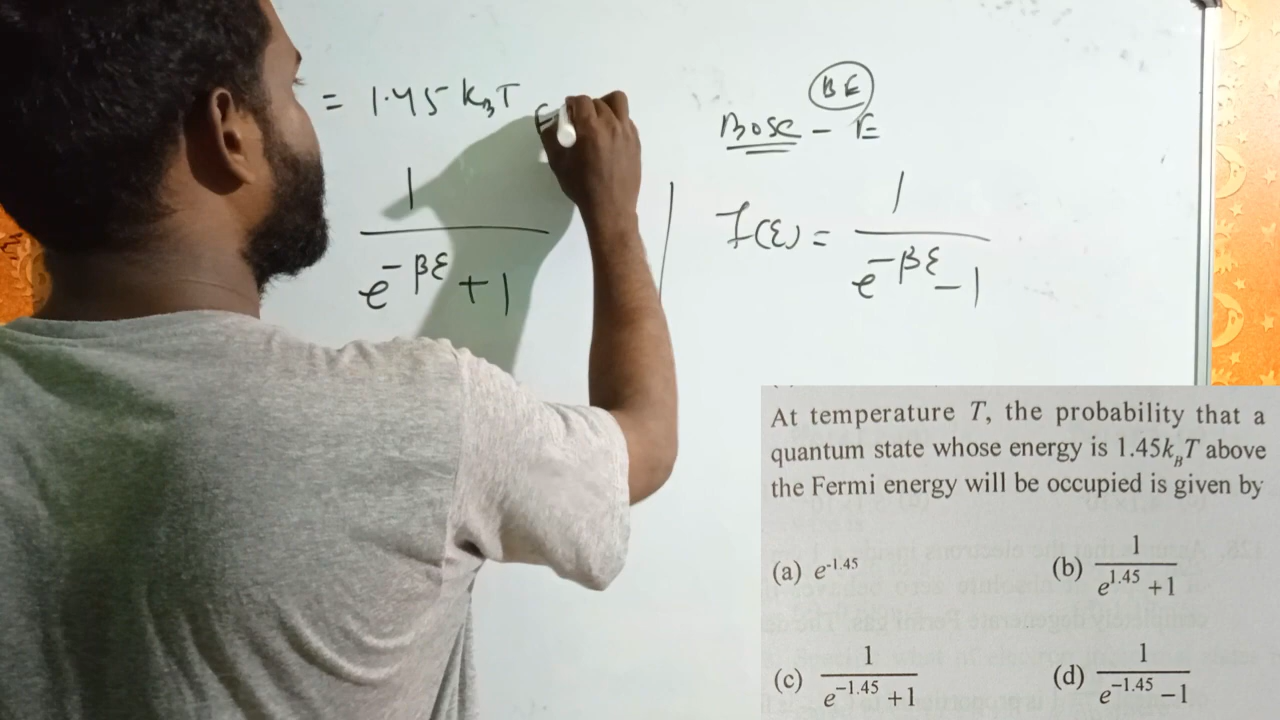 = 1.45 k_BT
1
e^-βε + 1
BE
Bose - E
f(ε) = 1
e^-βε - 1
At temperature T, the probability that a
quantum state whose energy is 1.45k_BT above
the Fermi energy will be occupied is given by
(a) e^-1.45
(b) 1
e^1.45 +1
(c) 1
e^-1.45 +1
(d) 1
e^-1.45 -1